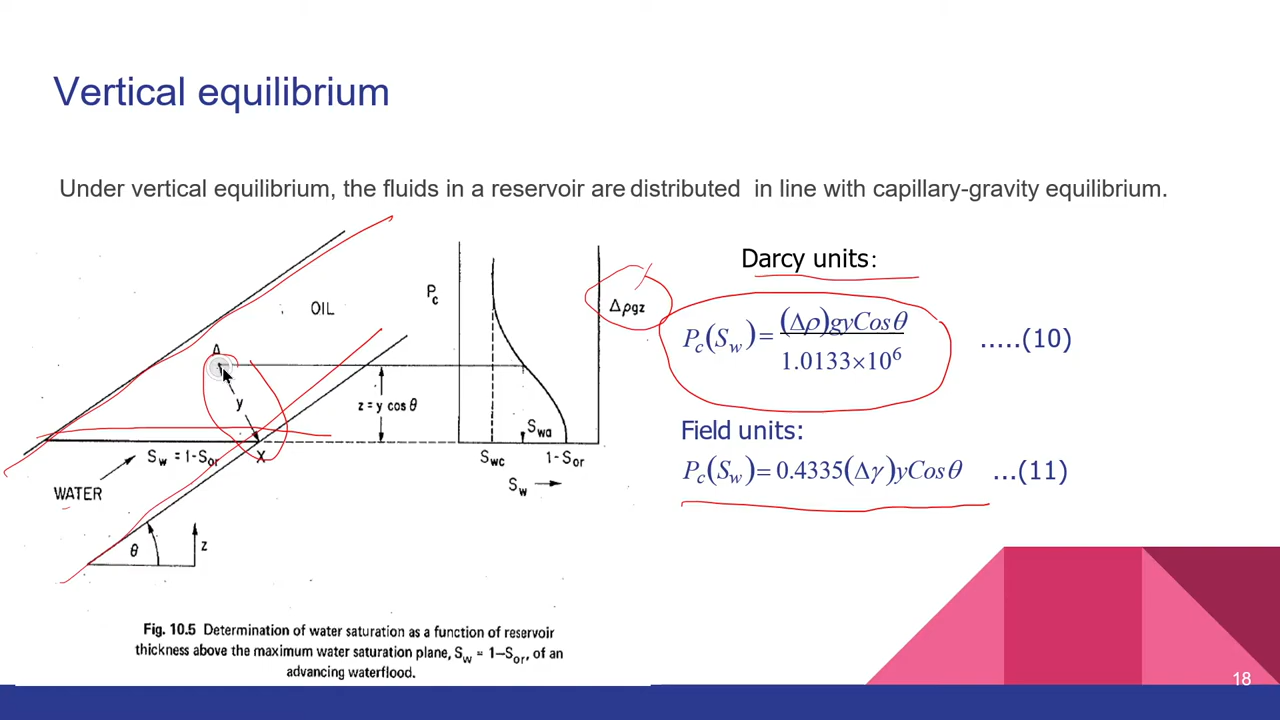 Vertical equilibrium
Under vertical equilibrium, the fluids in a reservoir are distributed in line with capillary-gravity equilibrium.
Darcy units:
P_c(S_w) = (Δρ)gyCosθ / 1.0133×10⁶ .....(10)
Field units:
P_c(S_w) = 0.4335(Δγ)yCosθ ...(11)
OIL
P_c
Δρgz
A
y
z = y cos θ
S_wa
S_w = 1-S_or
X
S_wc
1-S_or
S_w
WATER
θ
z
Fig. 10.5 Determination of water saturation as a function of reservoir
thickness above the maximum water saturation plane, S_w = 1–S_or, of an
advancing waterflood.
18